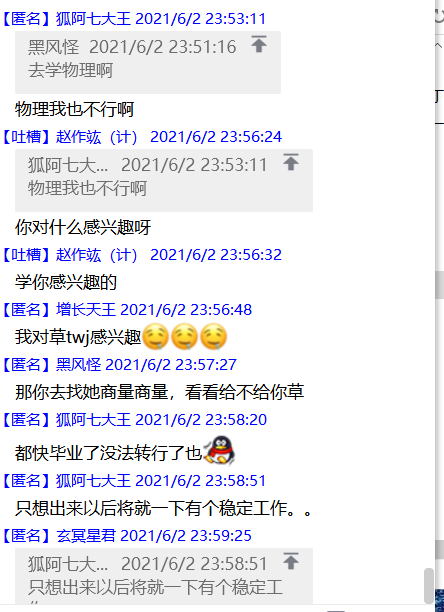 【匿名】狐阿七大王 2021/6/2 23:53:11
黑风怪 2021/6/2 23:51:16
去学物理啊
物理我也不行啊
【吐槽】赵作竑（计） 2021/6/2 23:56:24
狐阿七大... 2021/6/2 23:53:11
物理我也不行啊
你对什么感兴趣呀
【吐槽】赵作竑（计） 2021/6/2 23:56:32
学你感兴趣的
【匿名】增长天王 2021/6/2 23:56:48
我对草twj感兴趣
【匿名】黑风怪 2021/6/2 23:57:27
那你去找她商量商量，看看给不给你草
【匿名】狐阿七大王 2021/6/2 23:58:20
都快毕业了没法转行了也
【匿名】狐阿七大王 2021/6/2 23:58:51
只想出来以后将就一下有个稳定工作。。
【匿名】玄冥星君 2021/6/2 23:59:25
狐阿七大... 2021/6/2 23:58:51
只想出来以后将就一下有个稳定工